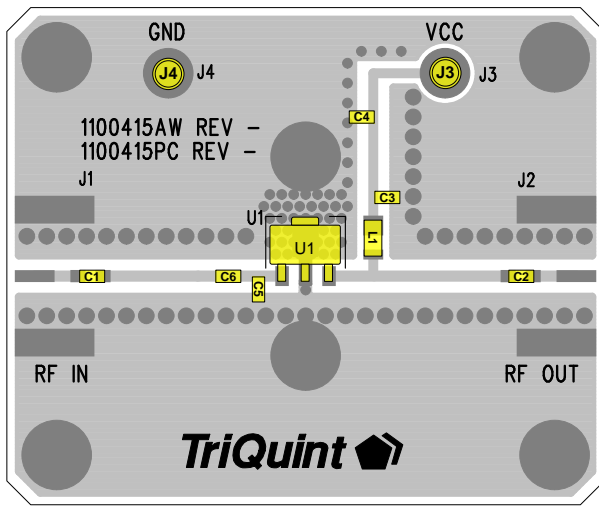 GND
VCC
J4 J4
J3 J3
C4
1100415AW REV -
1100415PC REV -
J1
J2
C3
U1
U1
L1
C1
C6
C5
C2
RF IN
RF OUT
TriQuint